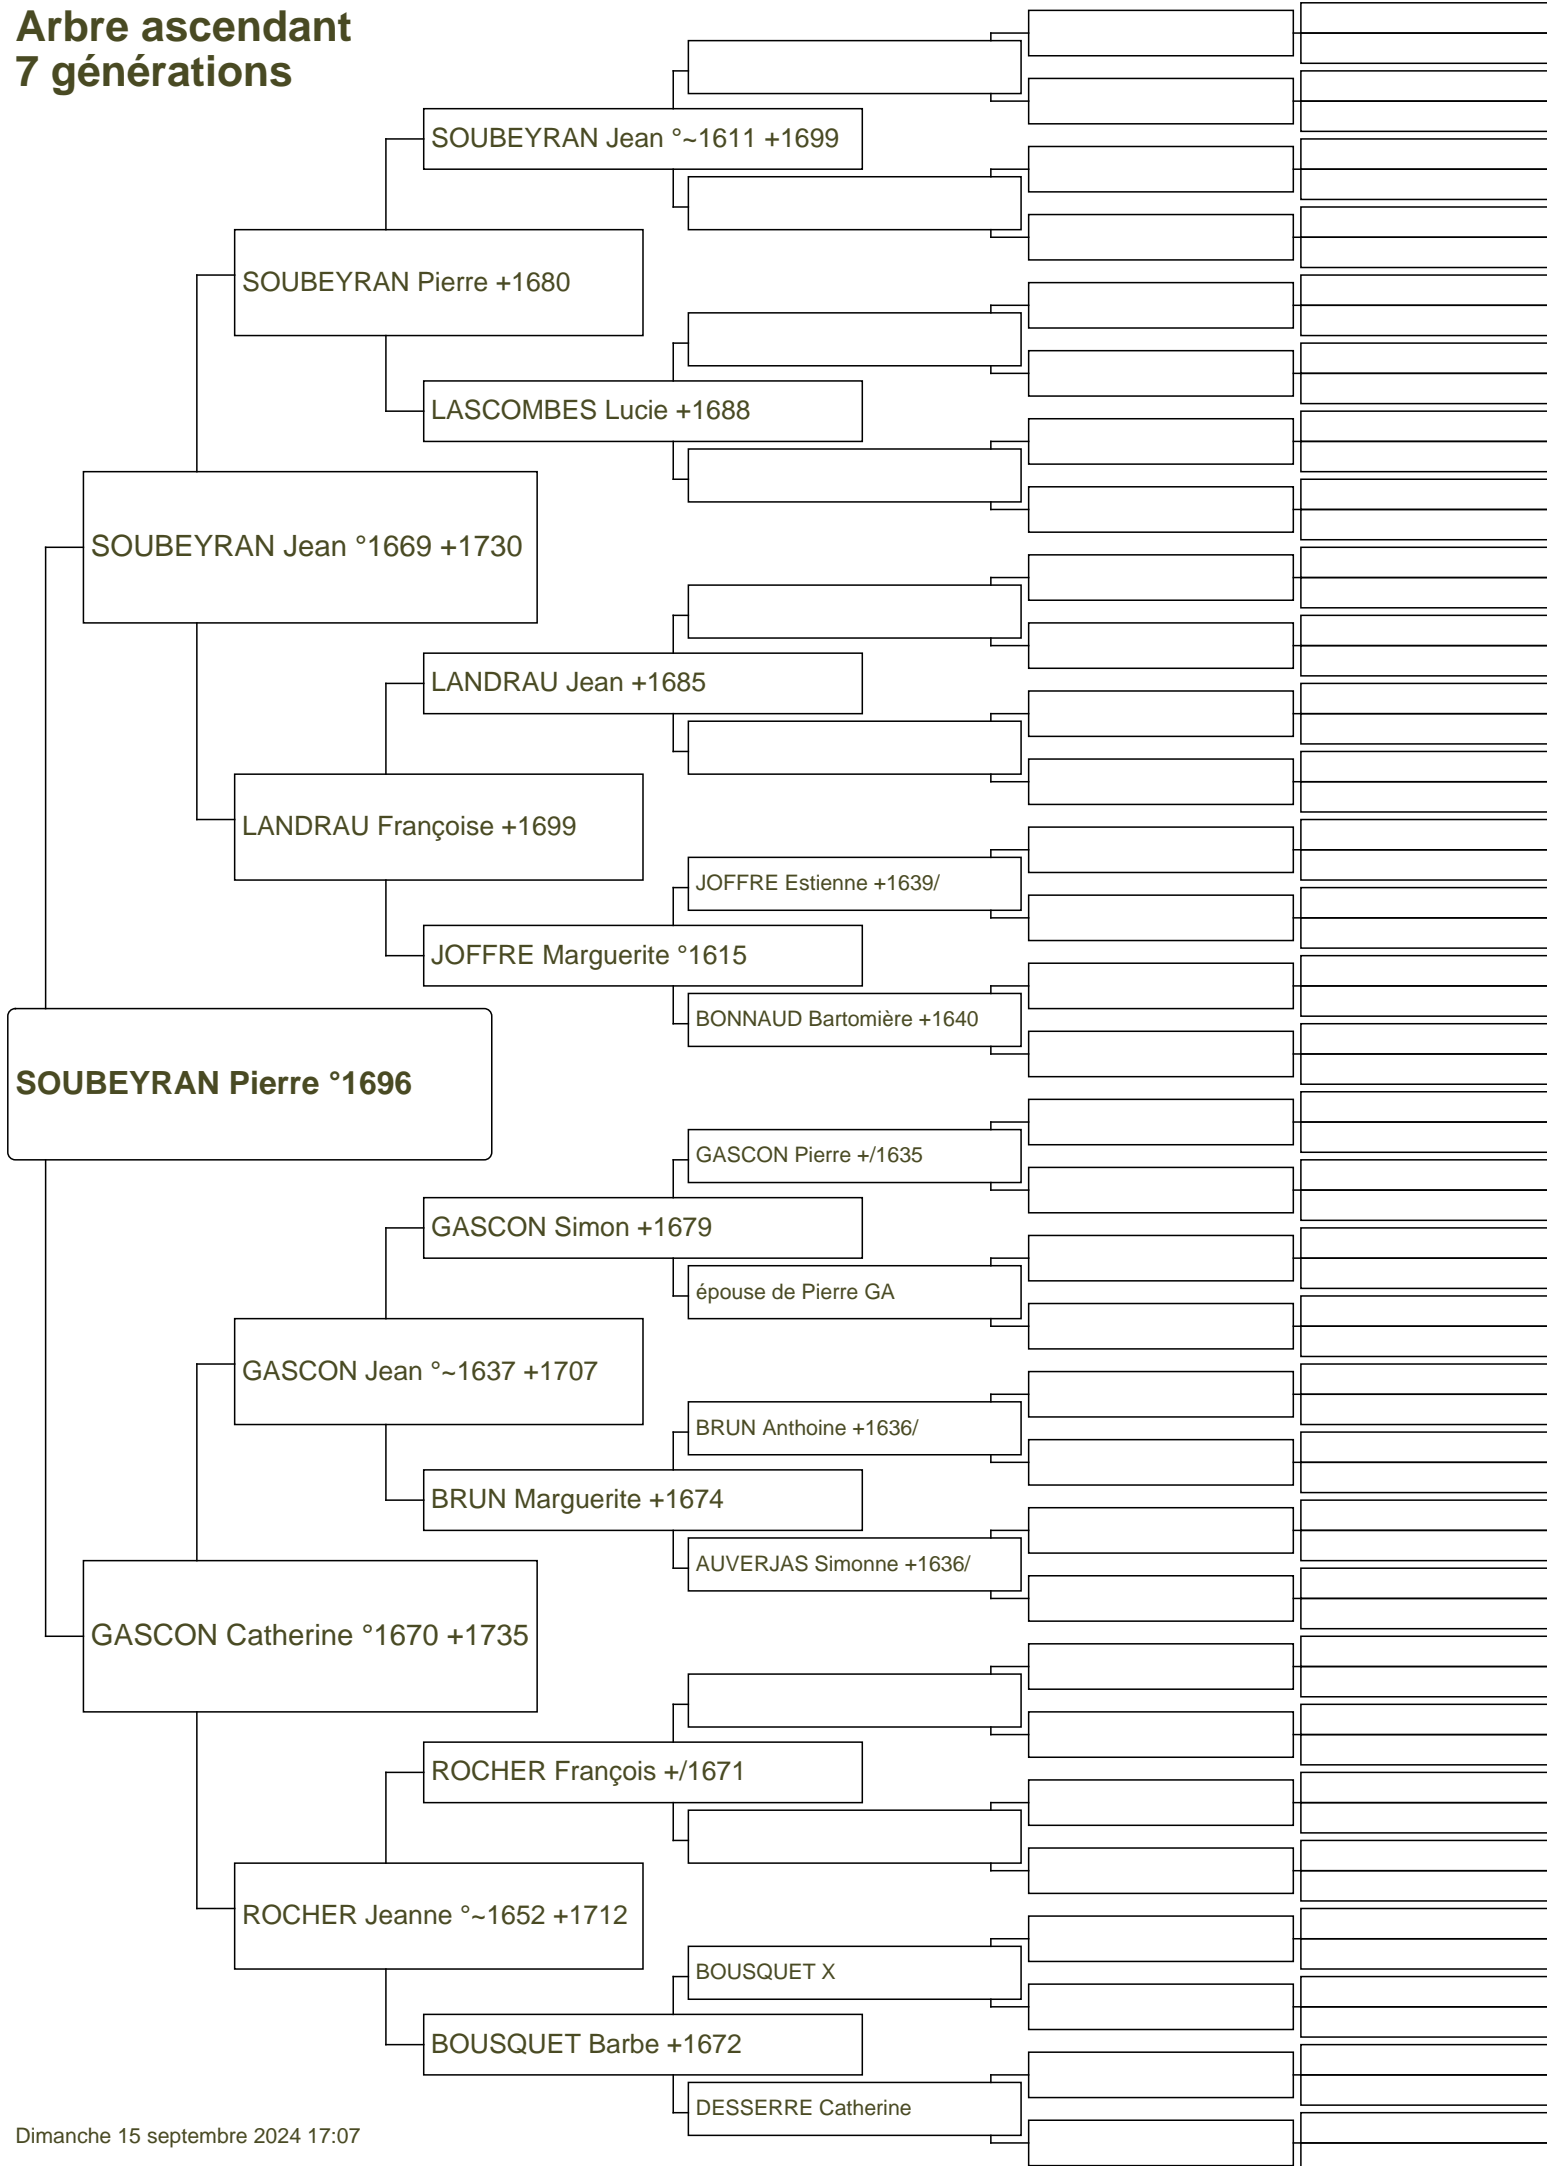 Arbre ascendant
7 générations
SOUBEYRAN Jean °~1611 +1699
SOUBEYRAN Pierre +1680
LASCOMBES Lucie +1688
SOUBEYRAN Jean °1669 +1730
LANDRAU Jean +1685
LANDRAU Françoise +1699
JOFFRE Estienne +1639/
JOFFRE Marguerite °1615
BONNAUD Bartomière +1640
SOUBEYRAN Pierre °1696
GASCON Pierre +/1635
GASCON Simon +1679
épouse de Pierre GA
GASCON Jean °~1637 +1707
BRUN Anthoine +1636/
BRUN Marguerite +1674
AUVERJAS Simonne +1636/
GASCON Catherine °1670 +1735
ROCHER François +/1671
ROCHER Jeanne °~1652 +1712
BOUSQUET X
BOUSQUET Barbe +1672
DESSERRE Catherine
Dimanche 15 septembre 2024 17:07